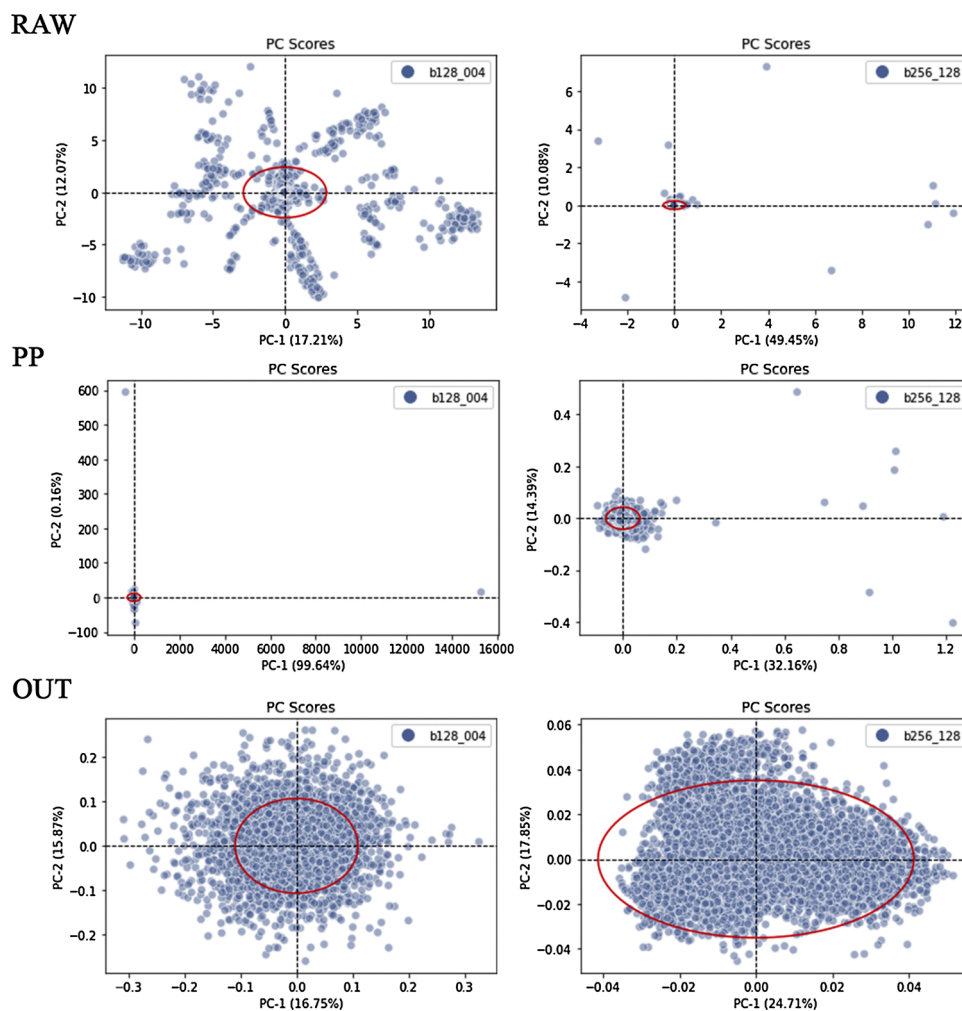 RAW
PC Scores
b128_004
10
5
0
−5
−10
PC-2 (12.07%)
−10
−5
0
5
10
PC-1 (17.21%)
PC Scores
b256_128
6
4
2
0
−2
−4
PC-2 (10.08%)
−4
−2
0
2
4
6
8
10
12
PC-1 (49.45%)
PP
PC Scores
b128_004
600
500
400
300
200
100
0
−100
PC-2 (0.16%)
0
2000
4000
6000
8000
10000
12000
14000
16000
PC-1 (99.64%)
PC Scores
b256_128
0.4
0.2
0.0
−0.2
−0.4
PC-2 (14.39%)
0.0
0.2
0.4
0.6
0.8
1.0
1.2
PC-1 (32.16%)
OUT
PC Scores
b128_004
0.2
0.1
0.0
−0.1
−0.2
PC-2 (15.87%)
−0.3
−0.2
−0.1
0.0
0.1
0.2
0.3
PC-1 (16.75%)
PC Scores
b256_128
0.06
0.04
0.02
0.00
−0.02
−0.04
PC-2 (17.85%)
−0.04
−0.02
0.00
0.02
0.04
PC-1 (24.71%)